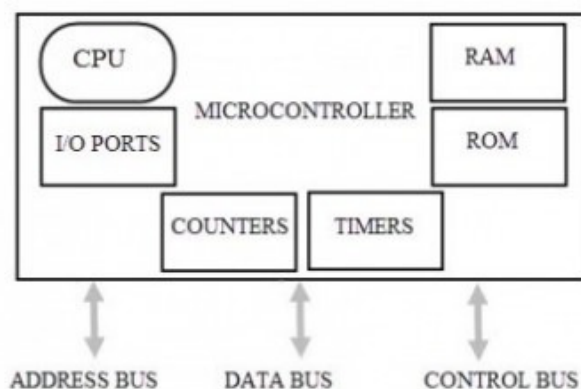 CPU
RAM
MICROCONTROLLER
I/O PORTS
ROM
COUNTERS
TIMERS
ADDRESS BUS
DATA BUS
CONTROL BUS